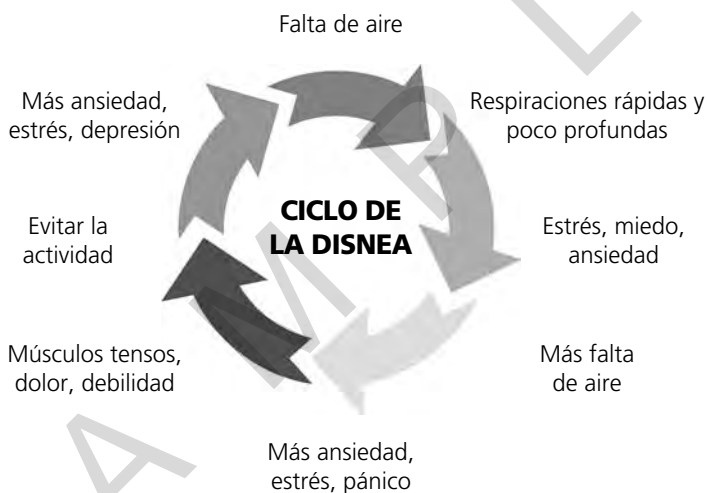 Falta de aire
Respiraciones rápidas y
poco profundas
Estrés, miedo,
ansiedad
Más falta
de aire
Más ansiedad,
estrés, pánico
Músculos tensos,
dolor, debilidad
Evitar la
actividad
Más ansiedad,
estrés, depresión
CICLO DE
LA DISNEA
A M P L